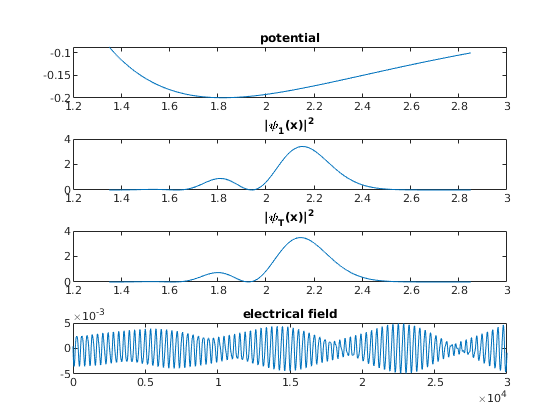 potential
-0.1
-0.15
-0.2
1.2 1.4 1.6 1.8 2 2.2 2.4 2.6 2.8 3
|ψ₁(x)|²
4
2
0
1.2 1.4 1.6 1.8 2 2.2 2.4 2.6 2.8 3
|ψ_T(x)|²
4
2
0
1.2 1.4 1.6 1.8 2 2.2 2.4 2.6 2.8 3
electrical field
×10⁻³
5
0
-5
0 0.5 1 1.5 2 2.5 3
×10⁴